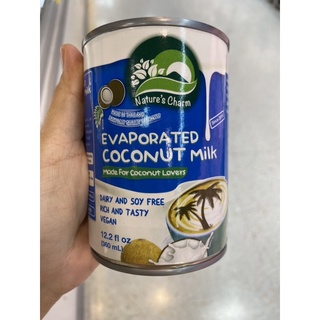 Nature's Charm
EVAPORATED
COCONUT Milk
Made For Coconut Lovers
DAIRY AND SOY FREE
RICH AND TASTY
VEGAN
12.2 fl oz
(360 mL)